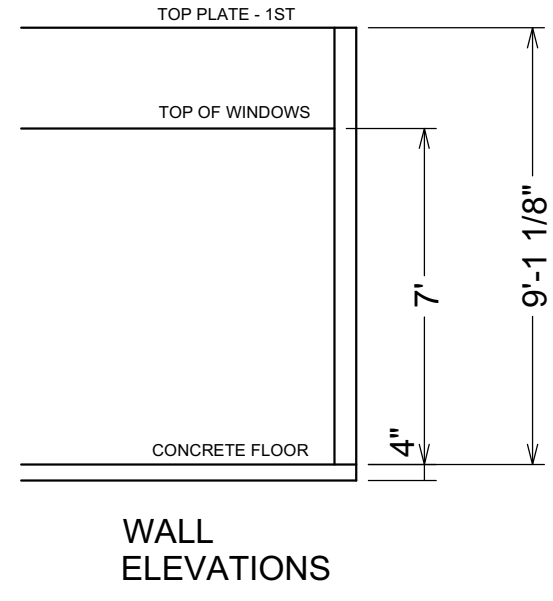 TOP PLATE - 1ST
TOP OF WINDOWS
9'-1 1/8"
7'
4"
CONCRETE FLOOR
WALL
ELEVATIONS